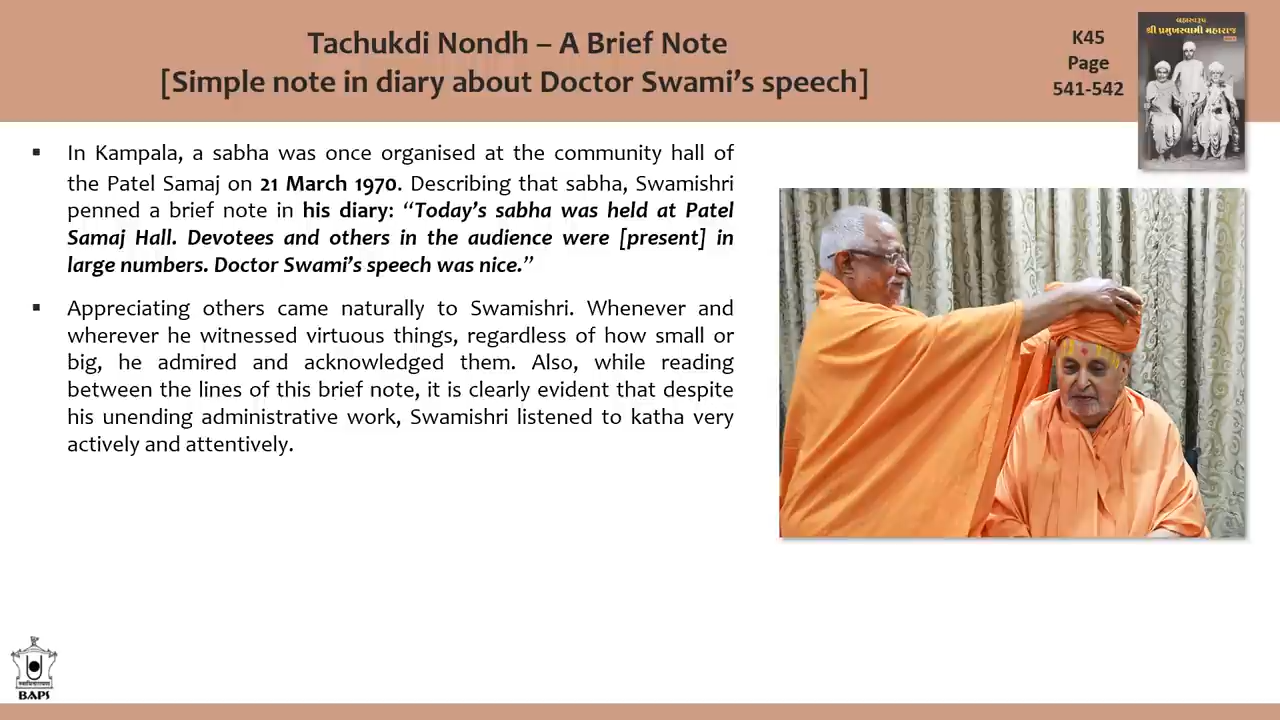 Tachukdi Nondh – A Brief Note
[Simple note in diary about Doctor Swami’s speech]
K45
Page
541-542
બ્રહ્મસ્વરૂપ
શ્રી પ્રમુખસ્વામી મહારાજ
▪ In Kampala, a sabha was once organised at the community hall of
the Patel Samaj on 21 March 1970. Describing that sabha, Swamishri
penned a brief note in his diary: “Today’s sabha was held at Patel
Samaj Hall. Devotees and others in the audience were [present] in
large numbers. Doctor Swami’s speech was nice.”
▪ Appreciating others came naturally to Swamishri. Whenever and
wherever he witnessed virtuous things, regardless of how small or
big, he admired and acknowledged them. Also, while reading
between the lines of this brief note, it is clearly evident that despite
his unending administrative work, Swamishri listened to katha very
actively and attentively.
BAPS